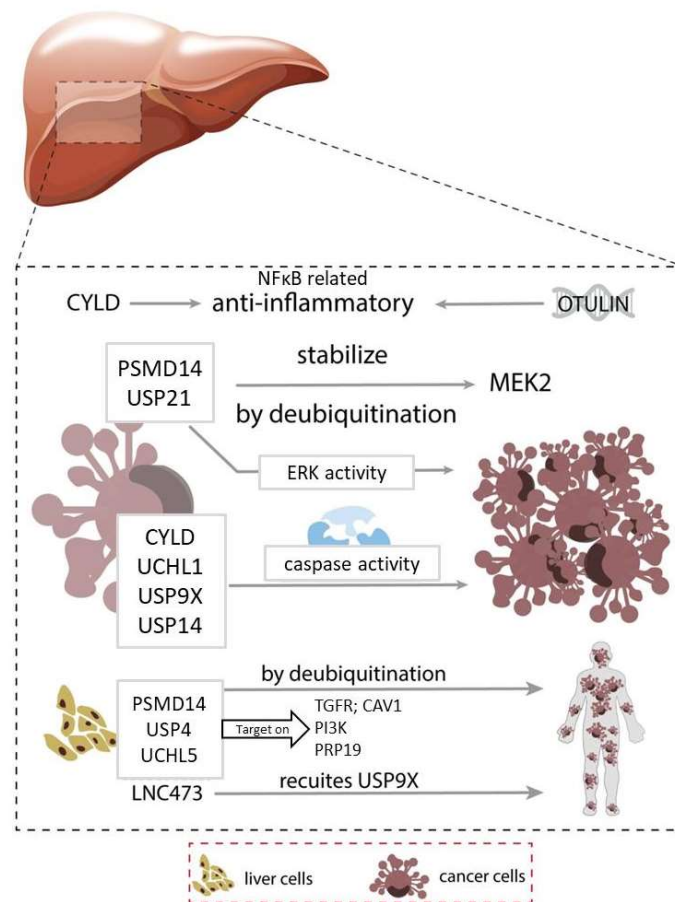 NFκB related
CYLD anti-inflammatory OTULIN
stabilize
PSMD14
USP21
MEK2
by deubiquitination
ERK activity
CYLD
UCHL1
USP9X
USP14
caspase activity
by deubiquitination
PSMD14
USP4
UCHL5
Target on
TGFR; CAV1
PI3K
PRP19
LNC473 recuites USP9X
liver cells cancer cells